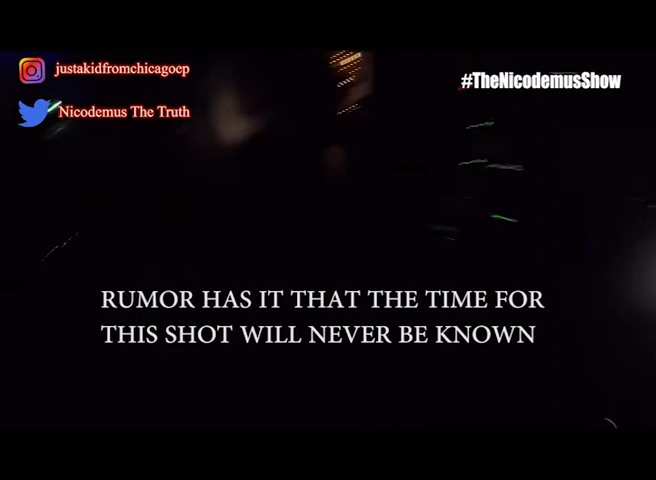 justakidfromchicagoep
#TheNicodemusShow
Nicodemus The Truth
RUMOR HAS IT THAT THE TIME FOR
THIS SHOT WILL NEVER BE KNOWN